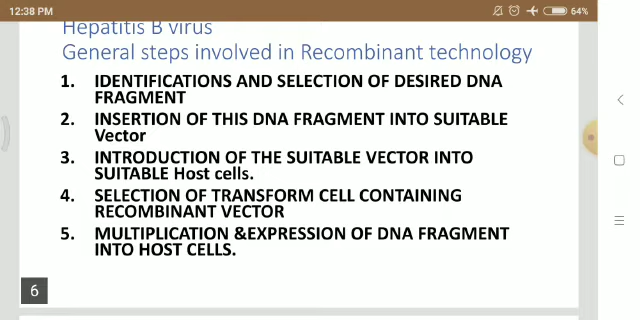 12:38 PM
64%
Hepatitis B virus
General steps involved in Recombinant technology
1. IDENTIFICATIONS AND SELECTION OF DESIRED DNA
FRAGMENT
2. INSERTION OF THIS DNA FRAGMENT INTO SUITABLE
Vector
3. INTRODUCTION OF THE SUITABLE VECTOR INTO
SUITABLE Host cells.
4. SELECTION OF TRANSFORM CELL CONTAINING
RECOMBINANT VECTOR
5. MULTIPLICATION &EXPRESSION OF DNA FRAGMENT
INTO HOST CELLS.
6